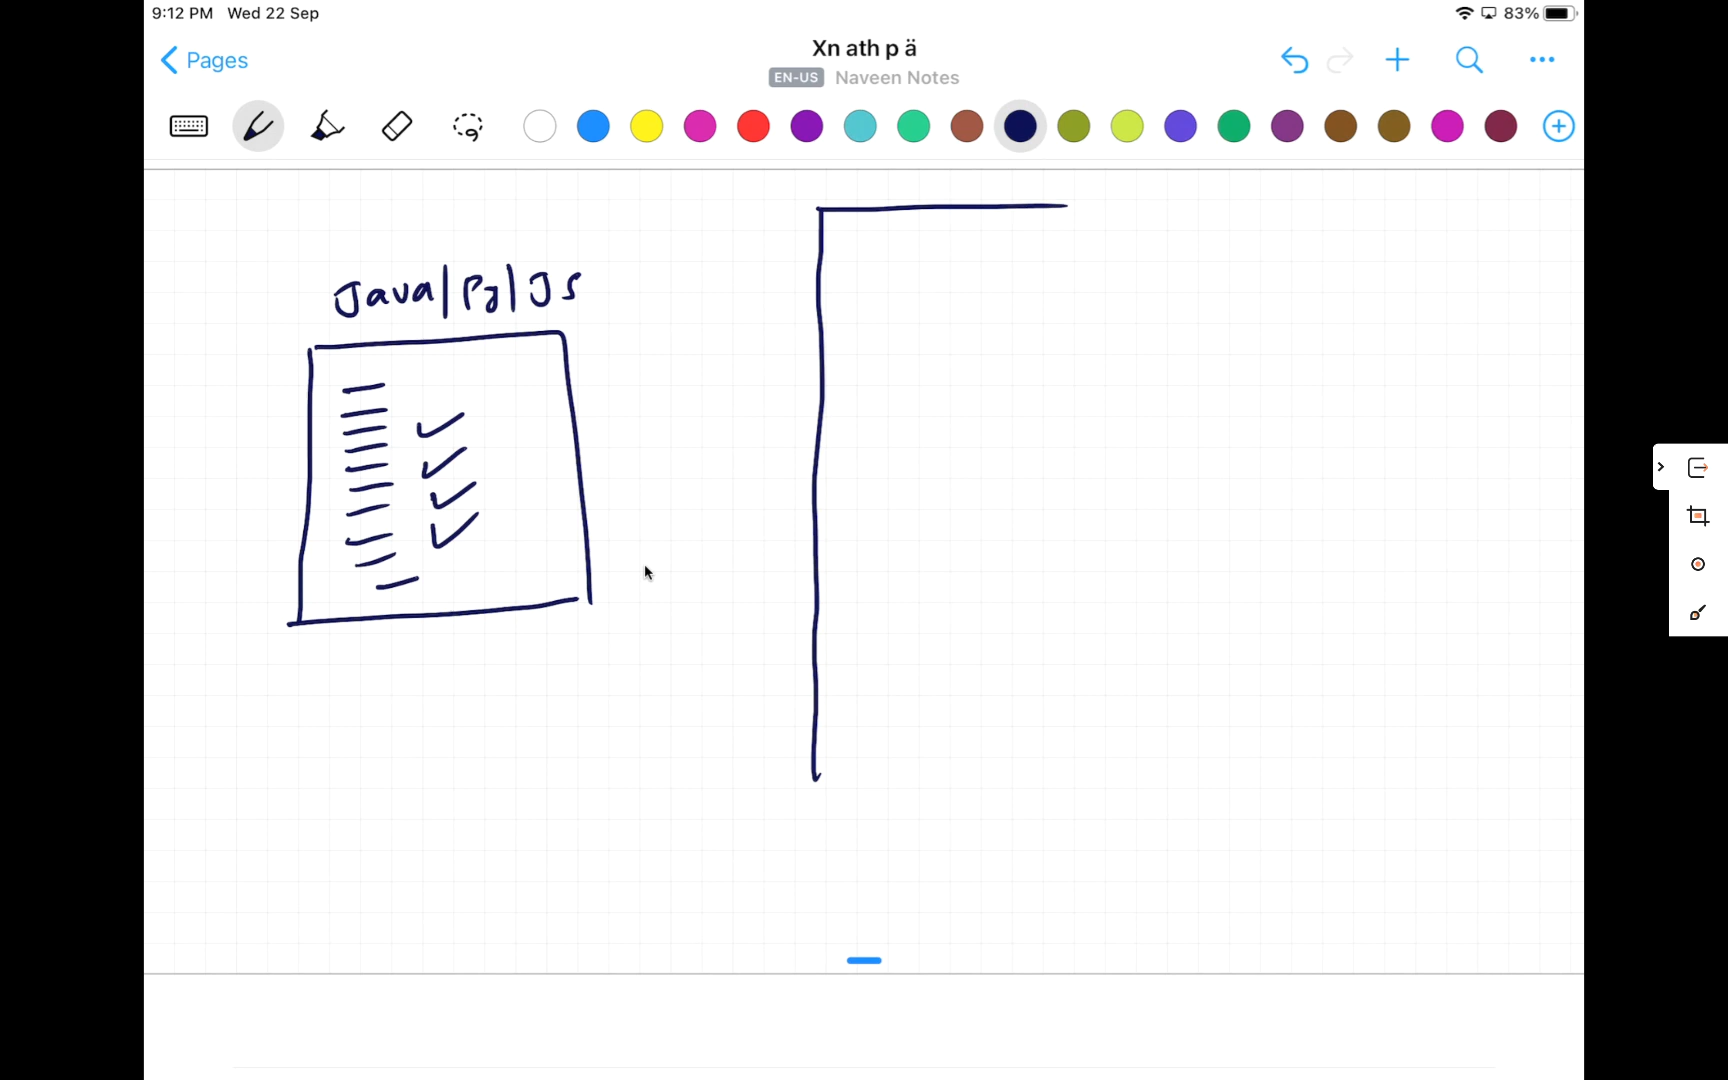 9:12 PM Wed 22 Sep
83%
Pages
Xn ath p ä
EN-US Naveen Notes
Java|Py|JS